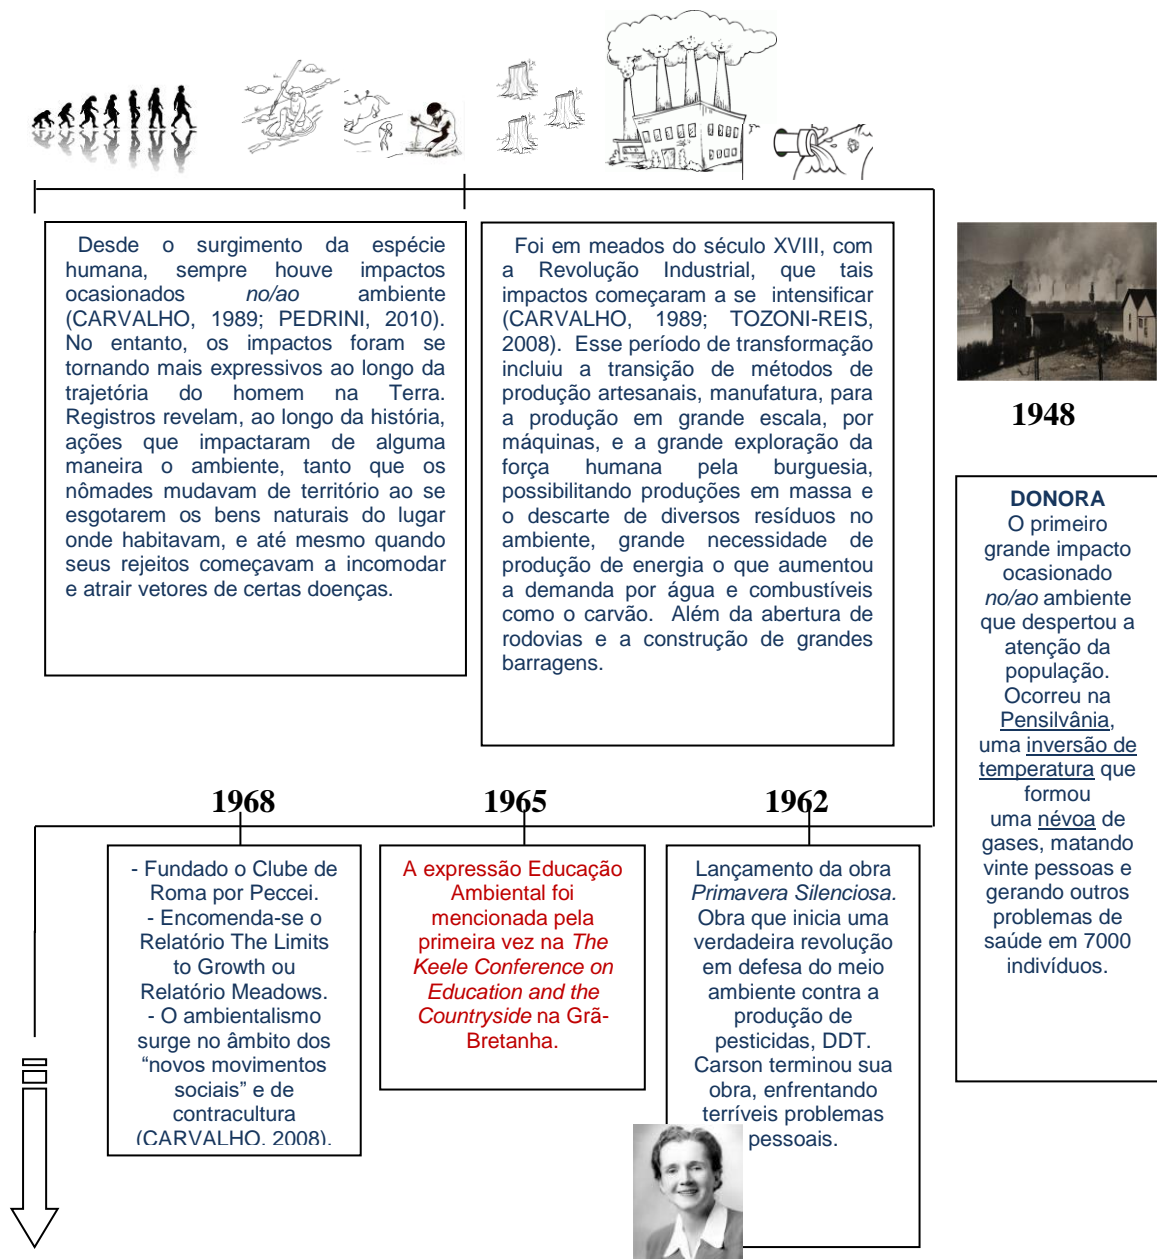 Desde o surgimento da espécie
humana, sempre houve impactos
ocasionados no/ao ambiente
(CARVALHO, 1989; PEDRINI, 2010).
No entanto, os impactos foram se
tornando mais expressivos ao longo da
trajetória do homem na Terra.
Registros revelam, ao longo da história,
ações que impactaram de alguma
maneira o ambiente, tanto que os
nômades mudavam de território ao se
esgotarem os bens naturais do lugar
onde habitavam, e até mesmo quando
seus rejeitos começavam a incomodar
e atrair vetores de certas doenças.
Foi em meados do século XVIII, com
a Revolução Industrial, que tais
impactos começaram a se intensificar
(CARVALHO, 1989; TOZONI-REIS,
2008). Esse período de transformação
incluiu a transição de métodos de
produção artesanais, manufatura, para
a produção em grande escala, por
máquinas, e a grande exploração da
força humana pela burguesia,
possibilitando produções em massa e
o descarte de diversos resíduos no
ambiente, grande necessidade de
produção de energia o que aumentou
a demanda por água e combustíveis
como o carvão. Além da abertura de
rodovias e a construção de grandes
barragens.
1948
DONORA
O primeiro
grande impacto
ocasionado
no/ao ambiente
que despertou a
atenção da
população.
Ocorreu na
Pensilvânia,
uma inversão de
temperatura que
formou
uma névoa de
gases, matando
vinte pessoas e
gerando outros
problemas de
saúde em 7000
indivíduos.
1962
Lançamento da obra
Primavera Silenciosa.
Obra que inicia uma
verdadeira revolução
em defesa do meio
ambiente contra a
produção de
pesticidas, DDT.
Carson terminou sua
obra, enfrentando
terríveis problemas
pessoais.
1965
A expressão Educação
Ambiental foi
mencionada pela
primeira vez na The
Keele Conference on
Education and the
Countryside na Grã-
Bretanha.
1968
- Fundado o Clube de
Roma por Peccei.
- Encomenda-se o
Relatório The Limits
to Growth ou
Relatório Meadows.
- O ambientalismo
surge no âmbito dos
“novos movimentos
sociais” e de
contracultura
(CARVALHO, 2008).